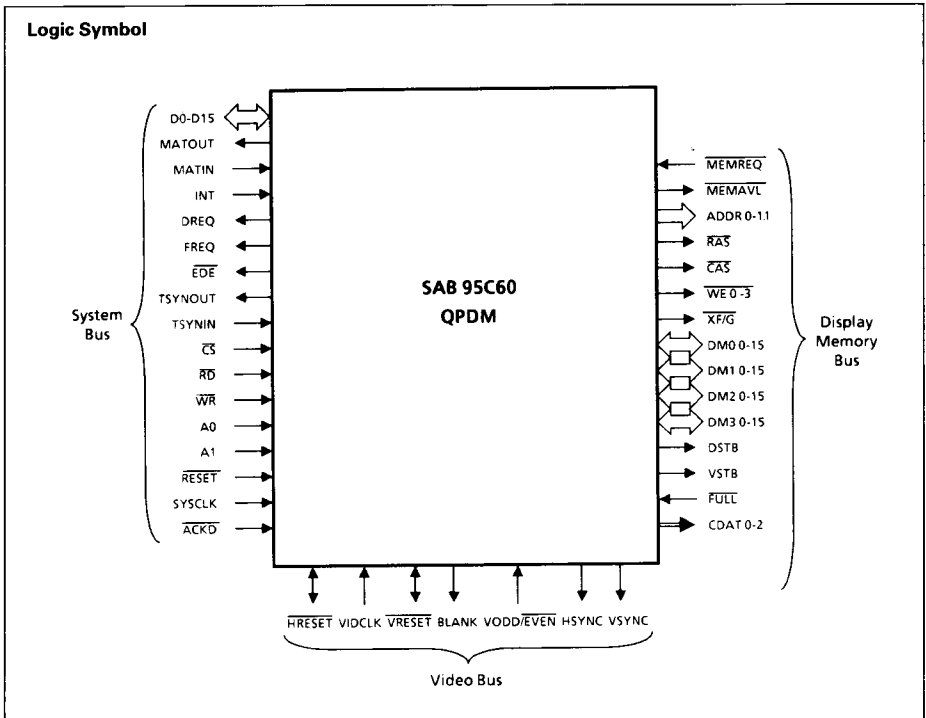 Logic Symbol
D0-D15
MATOUT
MATIN
INT
DREQ
FREQ
EDE
TSYNOUT
TSYNIN
CS
RD
WR
A0
A1
RESET
SYSCLK
ACKD
System
Bus
SAB 95C60
QPDM
MEMREQ
MEMAVL
ADDR 0-11
RAS
CAS
WE 0-3
XF/G
DM0 0-15
DM1 0-15
DM2 0-15
DM3 0-15
DSTB
VSTB
FULL
CDAT 0-2
Display
Memory
Bus
HRESET VIDCLK VRESET BLANK VODD/EVEN HSYNC VSYNC
Video Bus